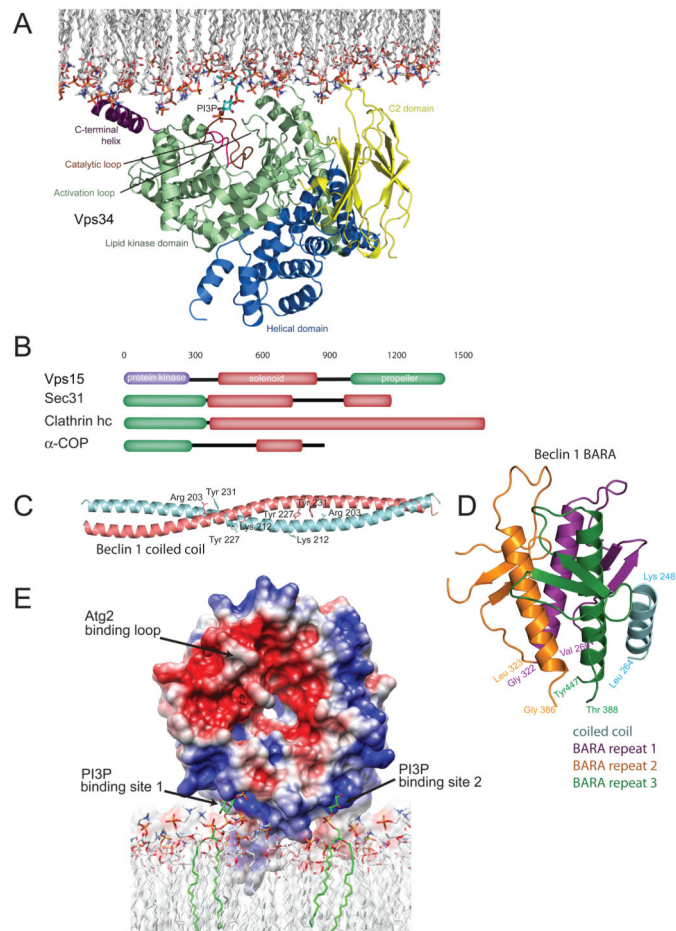 A
PI3P
C2 domain
C-terminal
helix
Catalytic loop
Activation loop
Vps34
Lipid kinase domain
Helical domain
B
0 300 600 900 1200 1500
Vps15 protein kinase solenoid propeller
Sec31
Clathrin hc
α-COP
C
Arg 203 Tyr 231
Tyr 227 Lys 212
Tyr 231
Tyr 227 Arg 203
Lys 212
Beclin 1 coiled coil
D
Beclin 1 BARA
Lys 248
Leu 264
Leu 323
Gly 322
Tyr447
Gly 386
Thr 388
coiled coil
BARA repeat 1
BARA repeat 2
BARA repeat 3
E
Atg2
binding loop
PI3P
binding site 1
PI3P
binding site 2